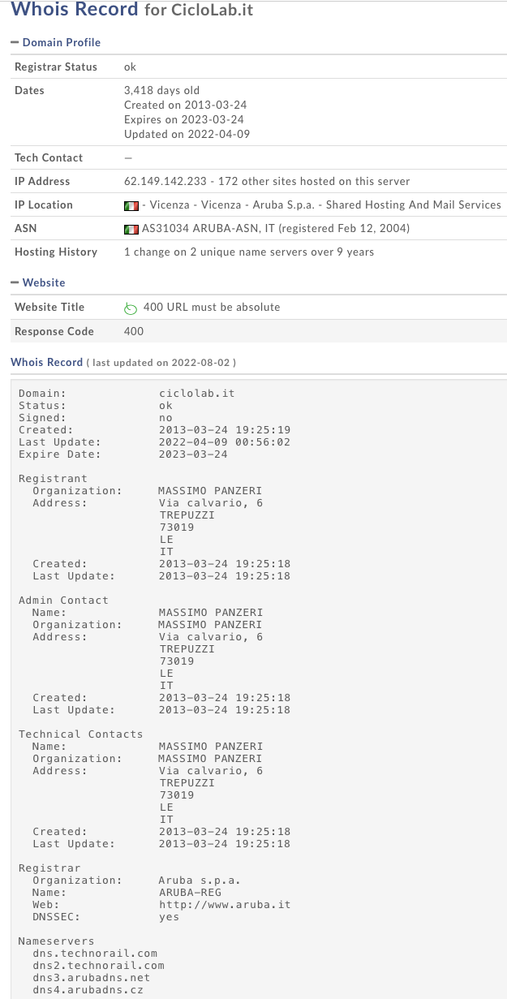 Whois Record for CicloLab.it
Domain Profile
Registrar Status ok
Dates 3,418 days old
Created on 2013-03-24
Expires on 2023-03-24
Updated on 2022-04-09
Tech Contact —
IP Address 62.149.142.233 - 172 other sites hosted on this server
IP Location - Vicenza - Vicenza - Aruba S.p.a. - Shared Hosting And Mail Services
ASN AS31034 ARUBA-ASN, IT (registered Feb 12, 2004)
Hosting History 1 change on 2 unique name servers over 9 years
Website
Website Title 400 URL must be absolute
Response Code 400
Whois Record ( last updated on 2022-08-02 )
Domain: ciclolab.it
Status: ok
Signed: no
Created: 2013-03-24 19:25:19
Last Update: 2022-04-09 00:56:02
Expire Date: 2023-03-24
Registrant
Organization: MASSIMO PANZERI
Address: Via calvario, 6
TREPUZZI
73019
LE
IT
Created: 2013-03-24 19:25:18
Last Update: 2013-03-24 19:25:18
Admin Contact
Name: MASSIMO PANZERI
Organization: MASSIMO PANZERI
Address: Via calvario, 6
TREPUZZI
73019
LE
IT
Created: 2013-03-24 19:25:18
Last Update: 2013-03-24 19:25:18
Technical Contacts
Name: MASSIMO PANZERI
Organization: MASSIMO PANZERI
Address: Via calvario, 6
TREPUZZI
73019
LE
IT
Created: 2013-03-24 19:25:18
Last Update: 2013-03-24 19:25:18
Registrar
Organization: Aruba s.p.a.
Name: ARUBA-REG
Web: http://www.aruba.it
DNSSEC: yes
Nameservers
dns.technorail.com
dns2.technorail.com
dns3.arubadns.net
dns4.arubadns.cz